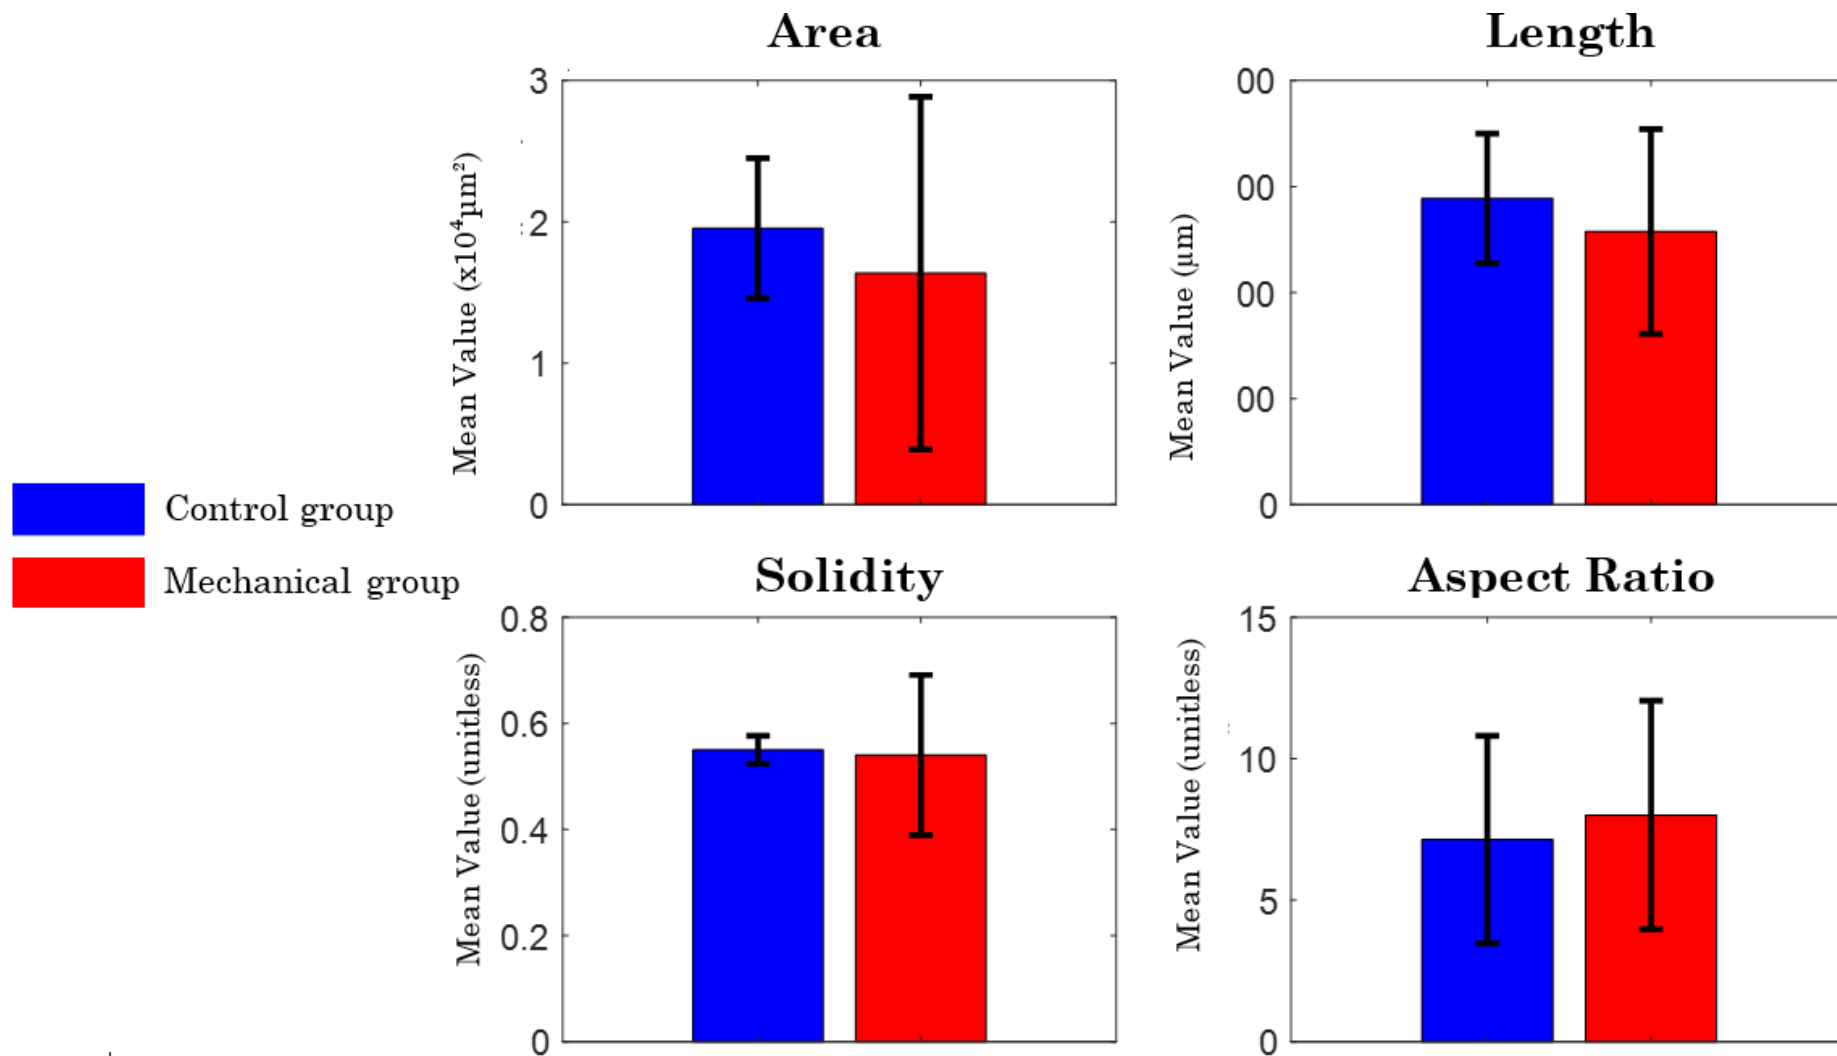 Area
3
2
1
0
Mean Value (x10⁴µm²)
Length
00
00
00
00
0
Mean Value (µm)
Control group
Mechanical group
Solidity
0.8
0.6
0.4
0.2
0
Mean Value (unitless)
Aspect Ratio
15
10
5
0
Mean Value (unitless)